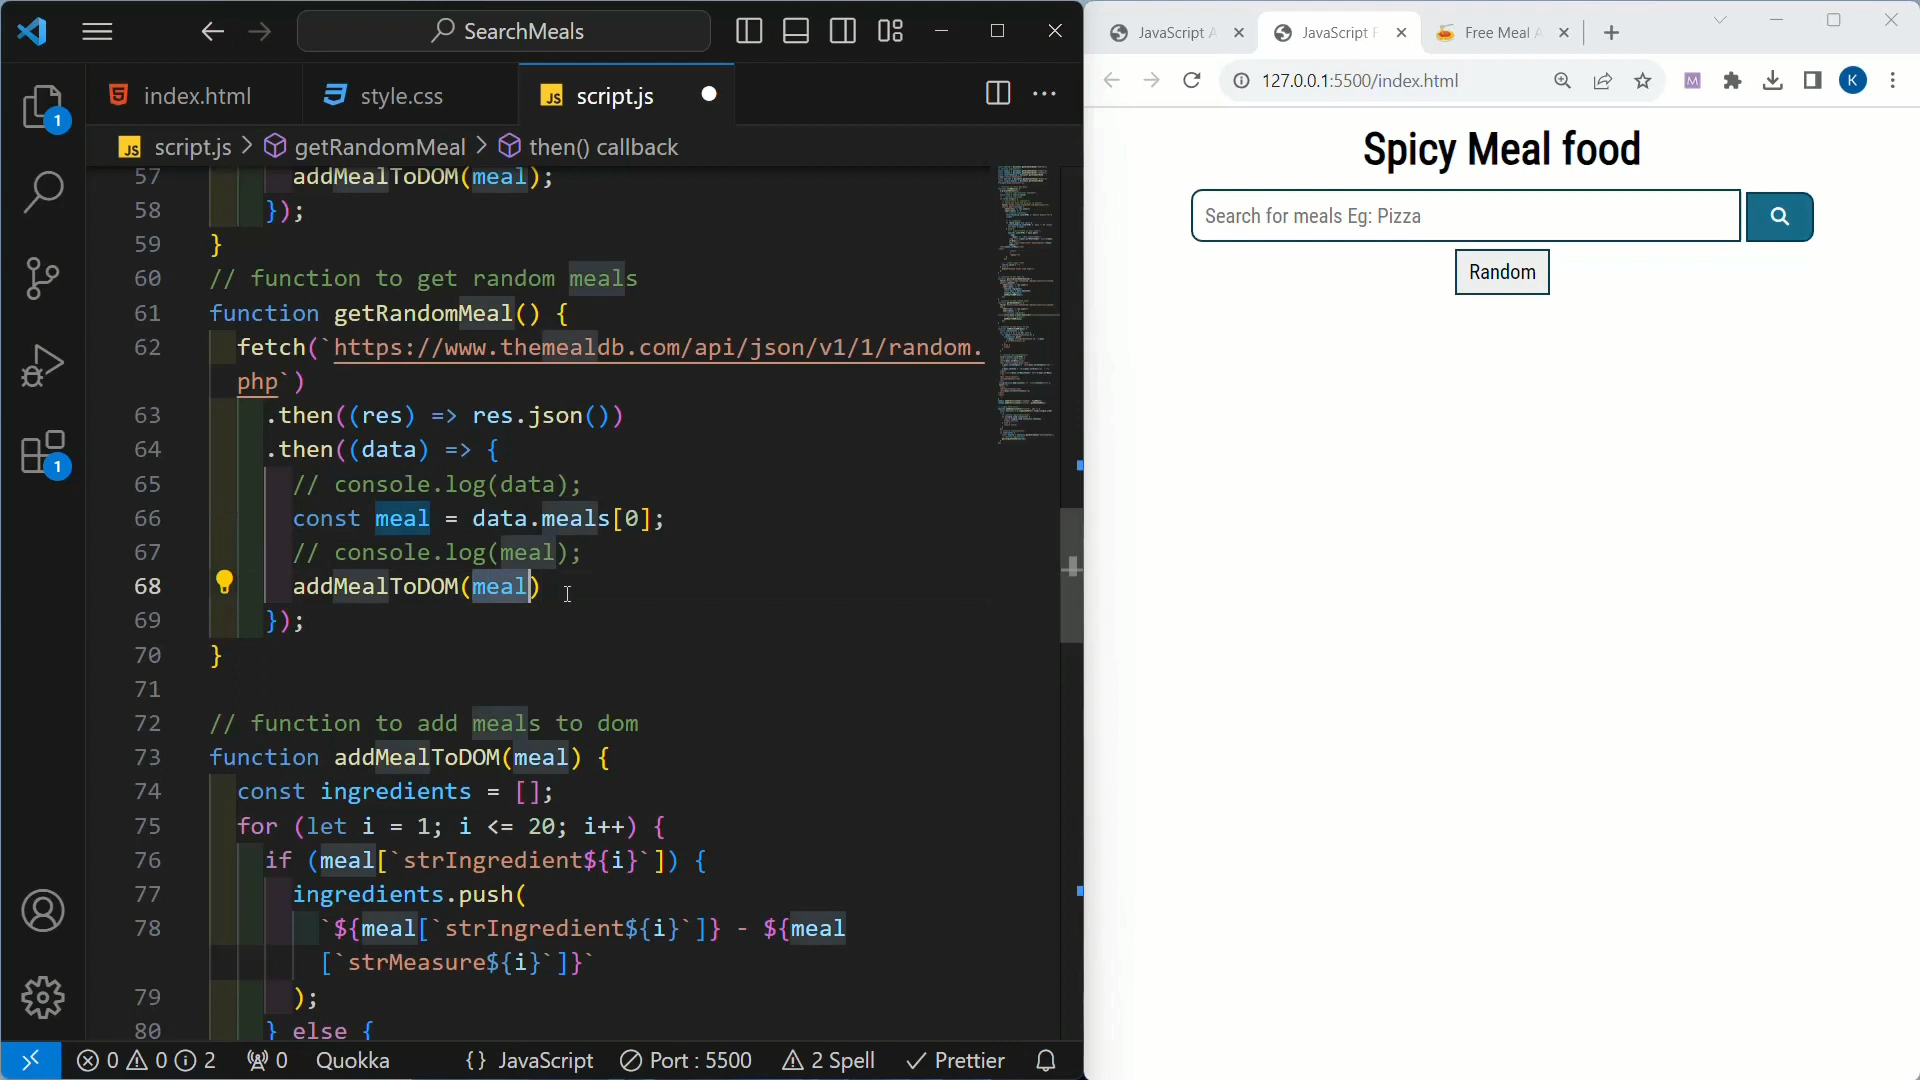 SearchMeals
index.html
style.css
JS script.js
1
JS script.js > getRandomMeal > then() callback
57 addMealToDOM(meal);
58 });
59 }
60 // function to get random meals
61 function getRandomMeal() {
62 fetch(`https://www.themealdb.com/api/json/v1/1/random.
php`)
63 .then((res) => res.json())
64 .then((data) => {
65 // console.log(data);
66 const meal = data.meals[0];
67 // console.log(meal);
68 addMealToDOM(meal)
69 });
70 }
71
72 // function to add meals to dom
73 function addMealToDOM(meal) {
74 const ingredients = [];
75 for (let i = 1; i <= 20; i++) {
76 if (meal[`strIngredient${i}`]) {
77 ingredients.push(
78 `${meal[`strIngredient${i}`]} - ${meal
[`strMeasure${i}`]}`
79 );
80 } else {
1
0 0 2 0 Quokka {} JavaScript Port : 5500 2 Spell Prettier
JavaScript
JavaScript
Free Meal
127.0.0.1:5500/index.html
M
K
Spicy Meal food
Search for meals Eg: Pizza
Random